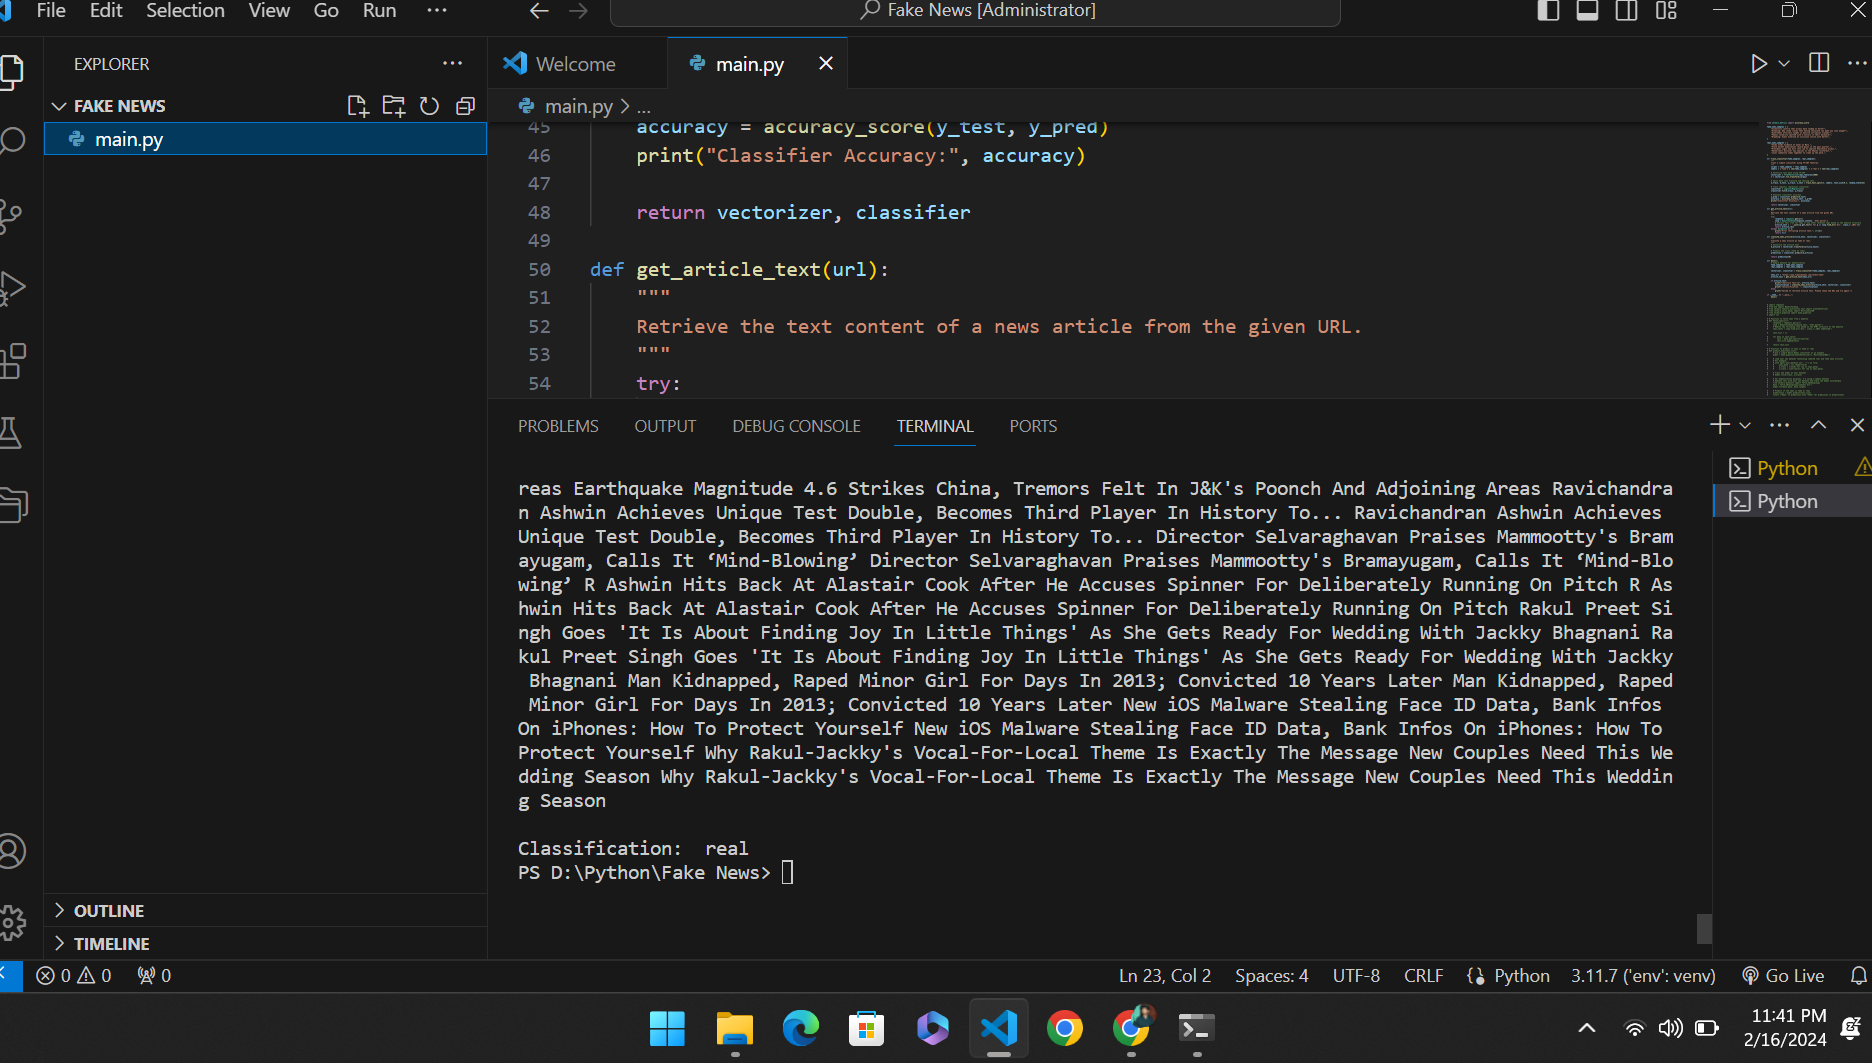 File Edit Selection View Go Run ···
Fake News [Administrator]
EXPLORER
FAKE NEWS
main.py
Welcome
main.py
main.py > ...
45 accuracy = accuracy_score(y_test, y_pred)
46 print("Classifier Accuracy:", accuracy)
47
48 return vectorizer, classifier
49
50 def get_article_text(url):
51 """
52 Retrieve the text content of a news article from the given URL.
53 """
54 try:
PROBLEMS OUTPUT DEBUG CONSOLE TERMINAL PORTS
Python
Python
reas Earthquake Magnitude 4.6 Strikes China, Tremors Felt In J&K's Poonch And Adjoining Areas Ravichandra
n Ashwin Achieves Unique Test Double, Becomes Third Player In History To... Ravichandran Ashwin Achieves
Unique Test Double, Becomes Third Player In History To... Director Selvaraghavan Praises Mammootty's Bram
ayugam, Calls It ‘Mind-Blowing’ Director Selvaraghavan Praises Mammootty's Bramayugam, Calls It ‘Mind-Blo
wing’ R Ashwin Hits Back At Alastair Cook After He Accuses Spinner For Deliberately Running On Pitch R As
hwin Hits Back At Alastair Cook After He Accuses Spinner For Deliberately Running On Pitch Rakul Preet Si
ngh Goes 'It Is About Finding Joy In Little Things' As She Gets Ready For Wedding With Jackky Bhagnani Ra
kul Preet Singh Goes 'It Is About Finding Joy In Little Things' As She Gets Ready For Wedding With Jackky
Bhagnani Man Kidnapped, Raped Minor Girl For Days In 2013; Convicted 10 Years Later Man Kidnapped, Raped
Minor Girl For Days In 2013; Convicted 10 Years Later New iOS Malware Stealing Face ID Data, Bank Infos
On iPhones: How To Protect Yourself New iOS Malware Stealing Face ID Data, Bank Infos On iPhones: How To
Protect Yourself Why Rakul-Jackky's Vocal-For-Local Theme Is Exactly The Message New Couples Need This We
dding Season Why Rakul-Jackky's Vocal-For-Local Theme Is Exactly The Message New Couples Need This Weddin
g Season
Classification:  real
PS D:\Python\Fake News>
OUTLINE
TIMELINE
0 0 0
Ln 23, Col 2 Spaces: 4 UTF-8 CRLF Python 3.11.7 ('env': venv) Go Live
11:41 PM
2/16/2024